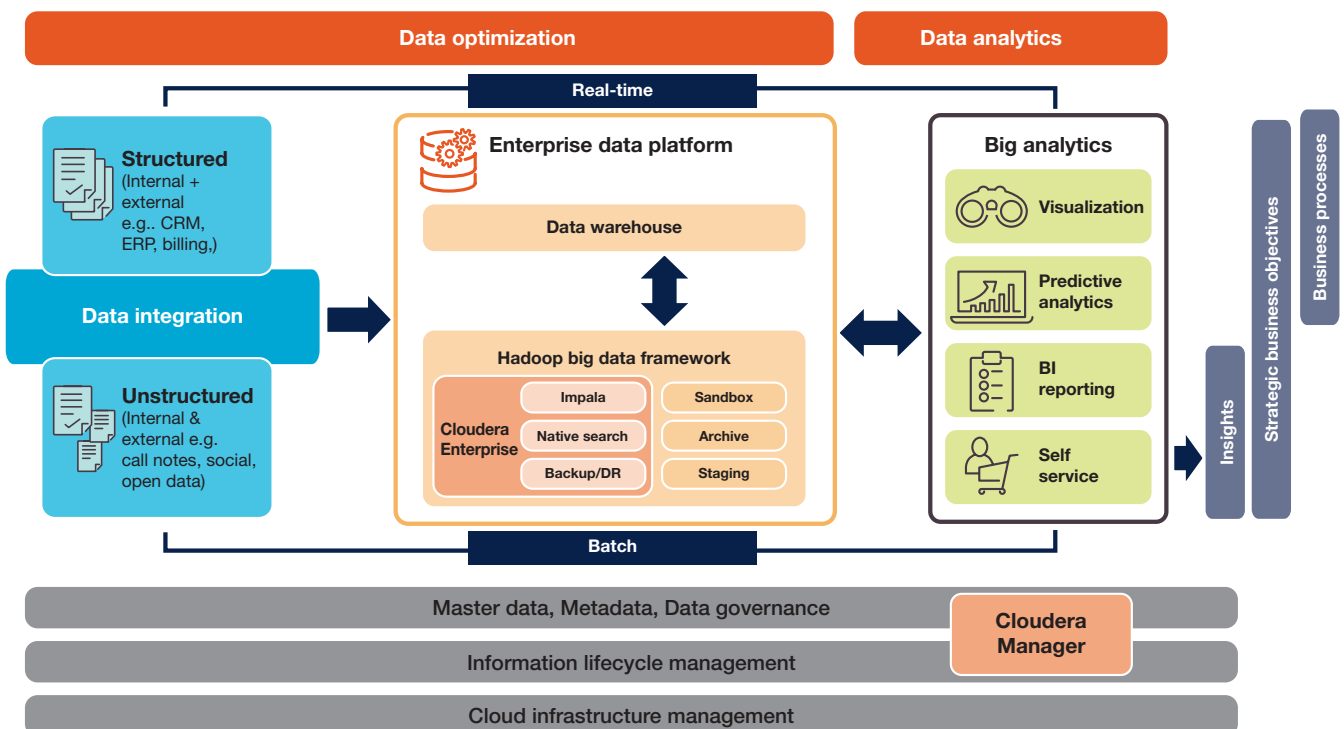 Data optimization
Data analytics
Real-time
Structured
(Internal +
external
e.g.. CRM,
ERP, billing,)
Data integration
Unstructured
(Internal &
external e.g.
call notes, social,
open data)
Enterprise data platform
Data warehouse
Hadoop big data framework
Cloudera
Enterprise
Impala
Native search
Backup/DR
Sandbox
Archive
Staging
Big analytics
Visualization
Predictive
analytics
BI
reporting
Self
service
Insights
Strategic business objectives
Business processes
Batch
Master data, Metadata, Data governance
Cloudera
Manager
Information lifecycle management
Cloud infrastructure management